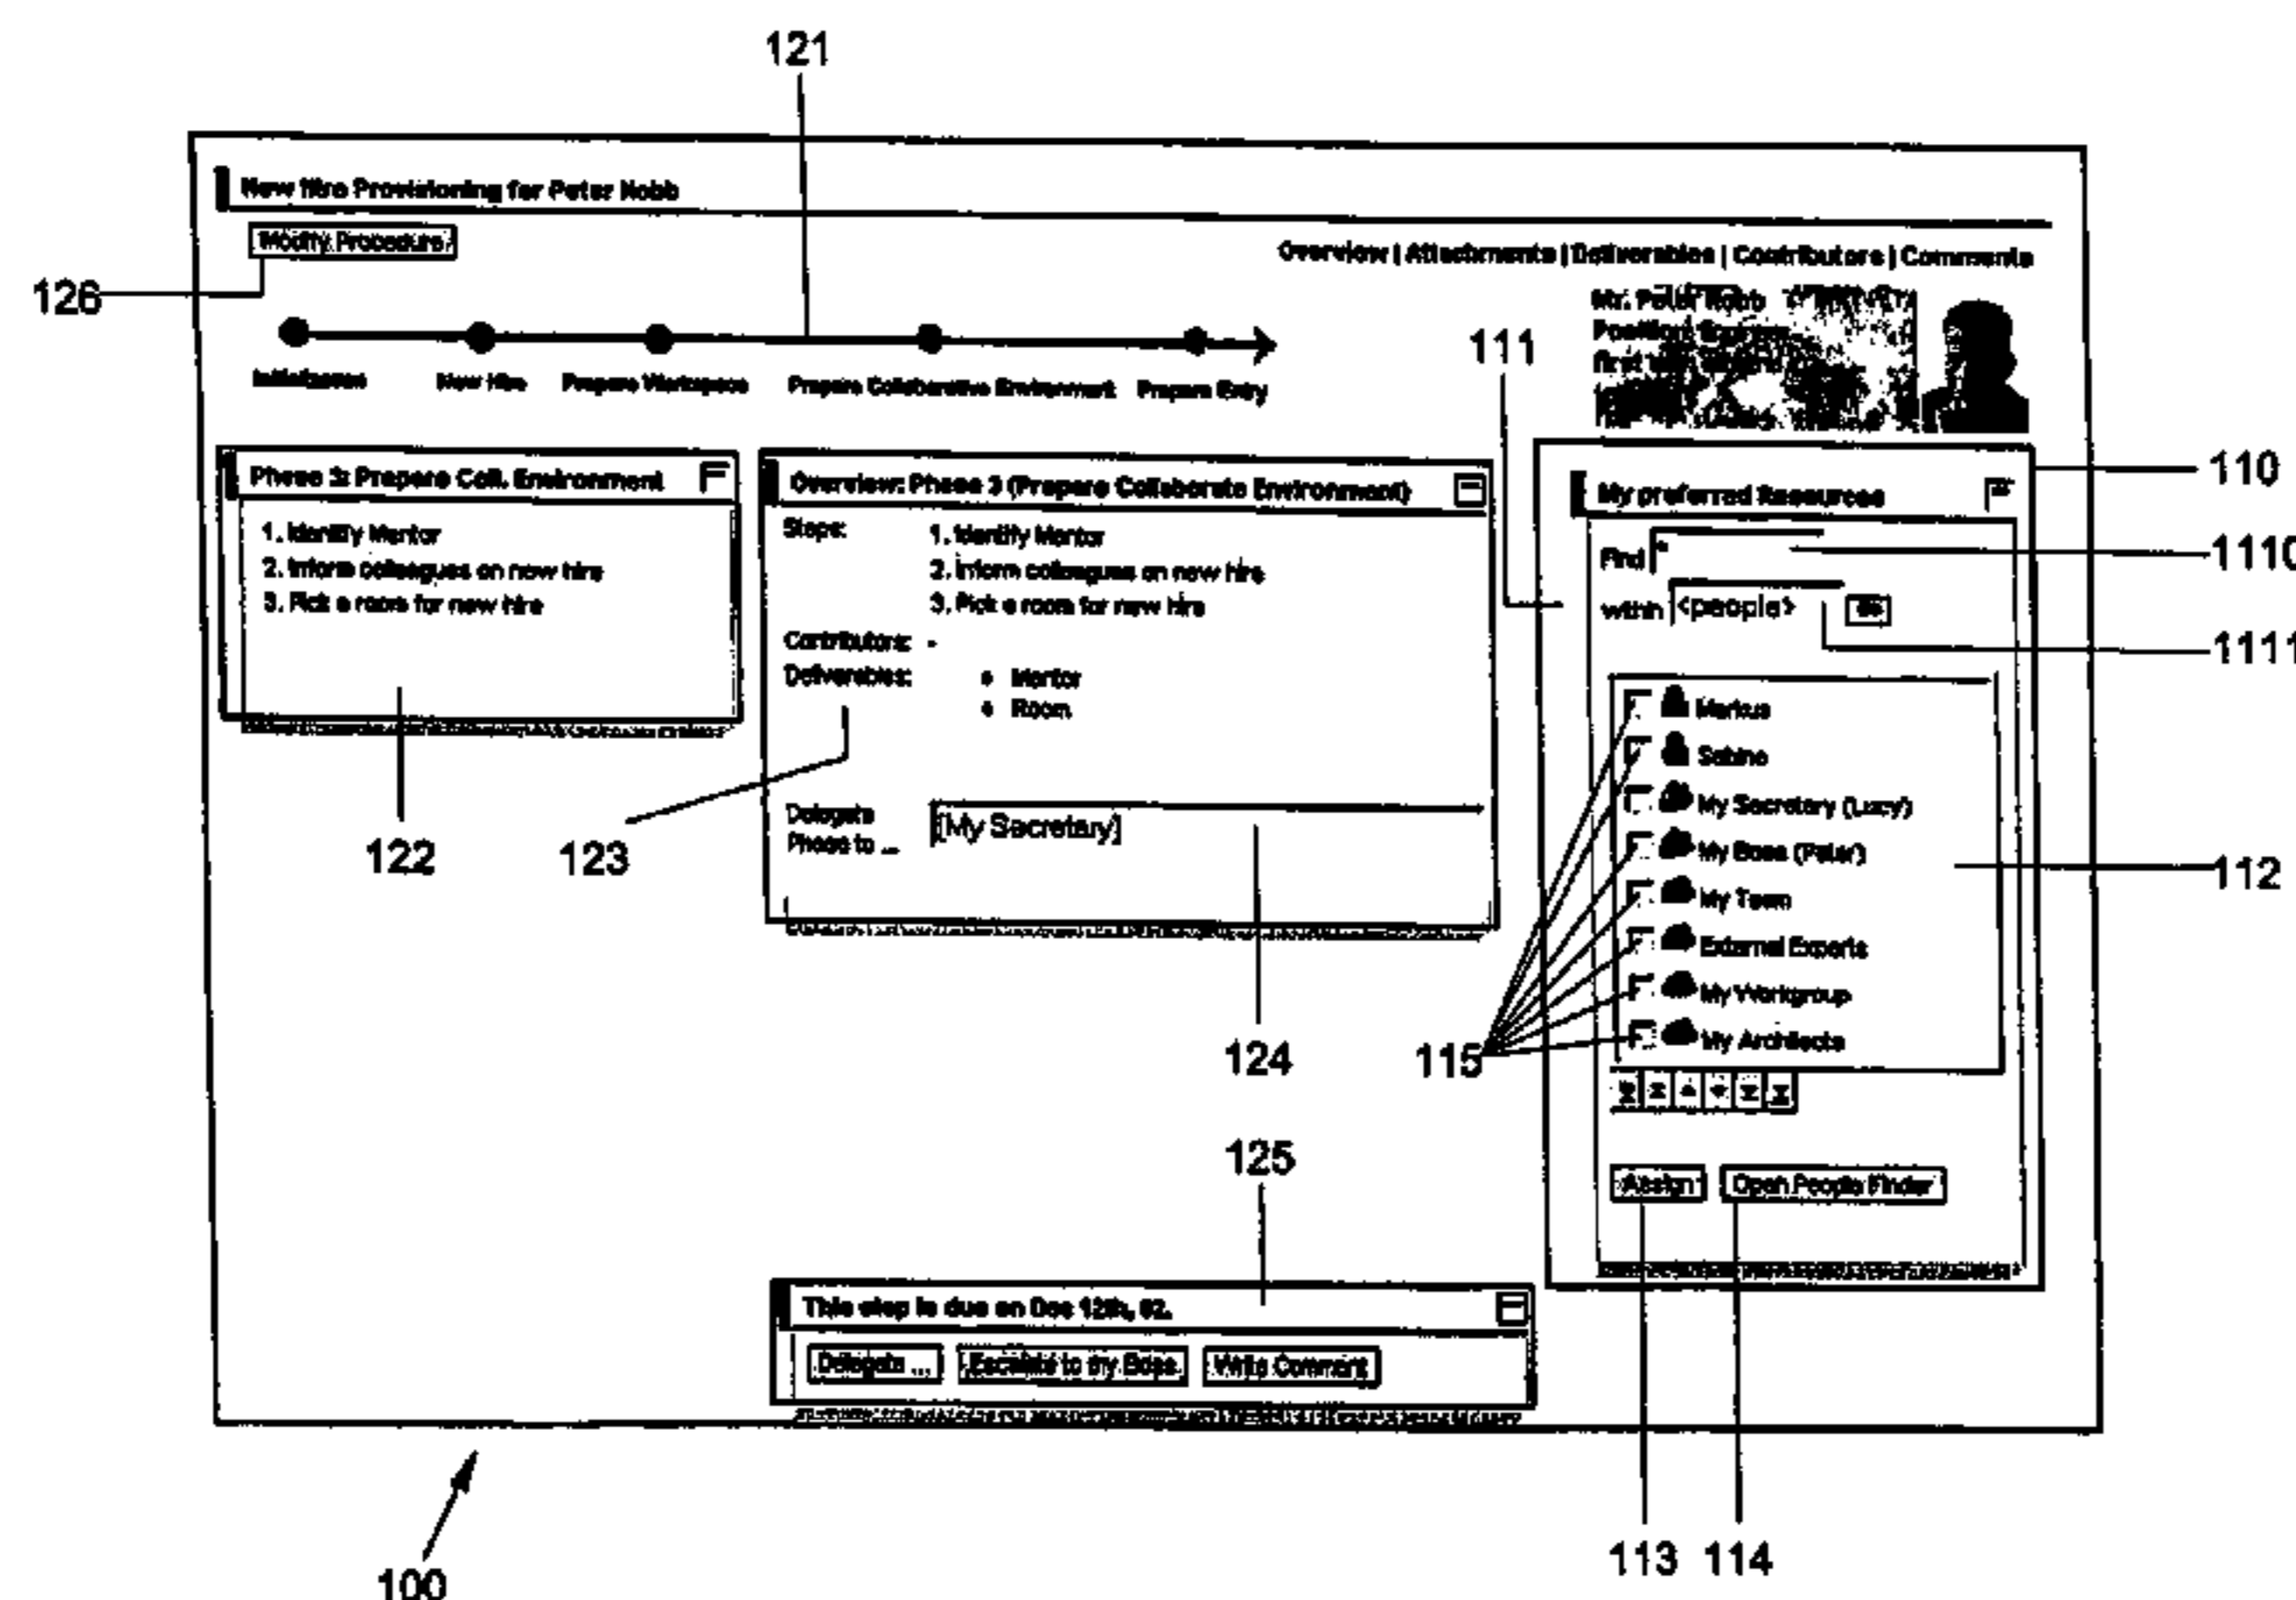 121
New Hire Provisioning for Peter Nobb
Modify Procedure
Overview | Attachments | Deliverables | Contributors | Comments
126
Mr. Peter Nobb
111
New Hire
Prepare Workspace
Prepare Collaborative Environment
Prepare Entry
110
Phase 3: Prepare Coll. Environment
1. Identify Mentor
2. Inform colleagues on new hire
3. Pick a room for new hire
122
Overview: Phase 3 (Prepare Collaborate Environment)
Steps:
1. Identify Mentor
2. Inform colleagues on new hire
3. Pick a room for new hire
Contributors: -
Deliverables:
• Mentor
• Room
123
Delegate
Phase to ...
[My Secretary]
124
My preferred Resources
Find *
1110
within <people>
1111
Markus
Sabine
My Secretary (Lucy)
My Boss (Peter)
112
My Team
External Experts
My Workgroup
My Architects
115
Assign
Open People Finder
113
114
125
This step is due on Dec 12th, 02.
Delegate ...
Escalate to my Boss
Write Comment
100